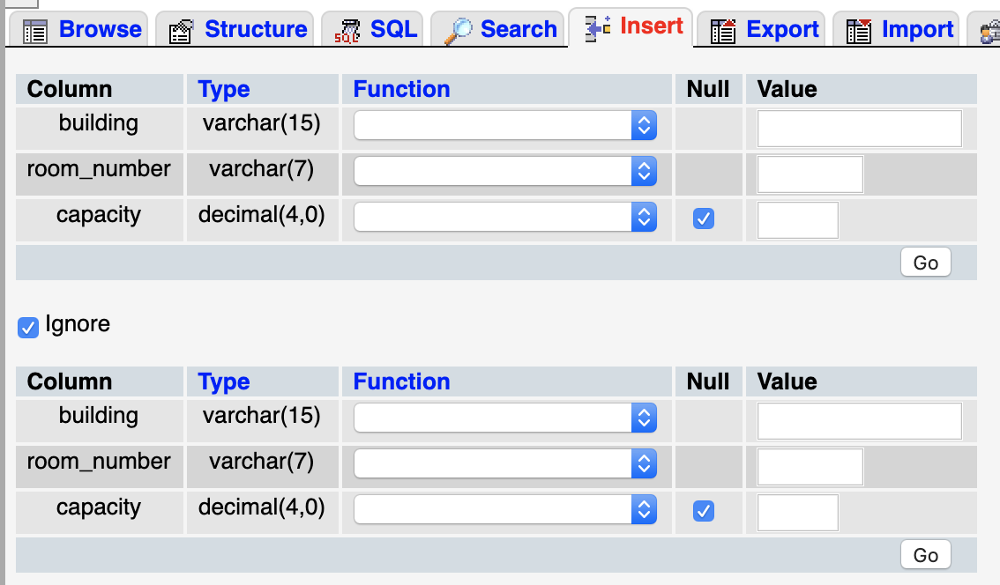 Browse Structure SQL Search Insert Export Import
Column Type Function Null Value
building varchar(15)
room_number varchar(7)
capacity decimal(4,0)
Go
Ignore
Column Type Function Null Value
building varchar(15)
room_number varchar(7)
capacity decimal(4,0)
Go